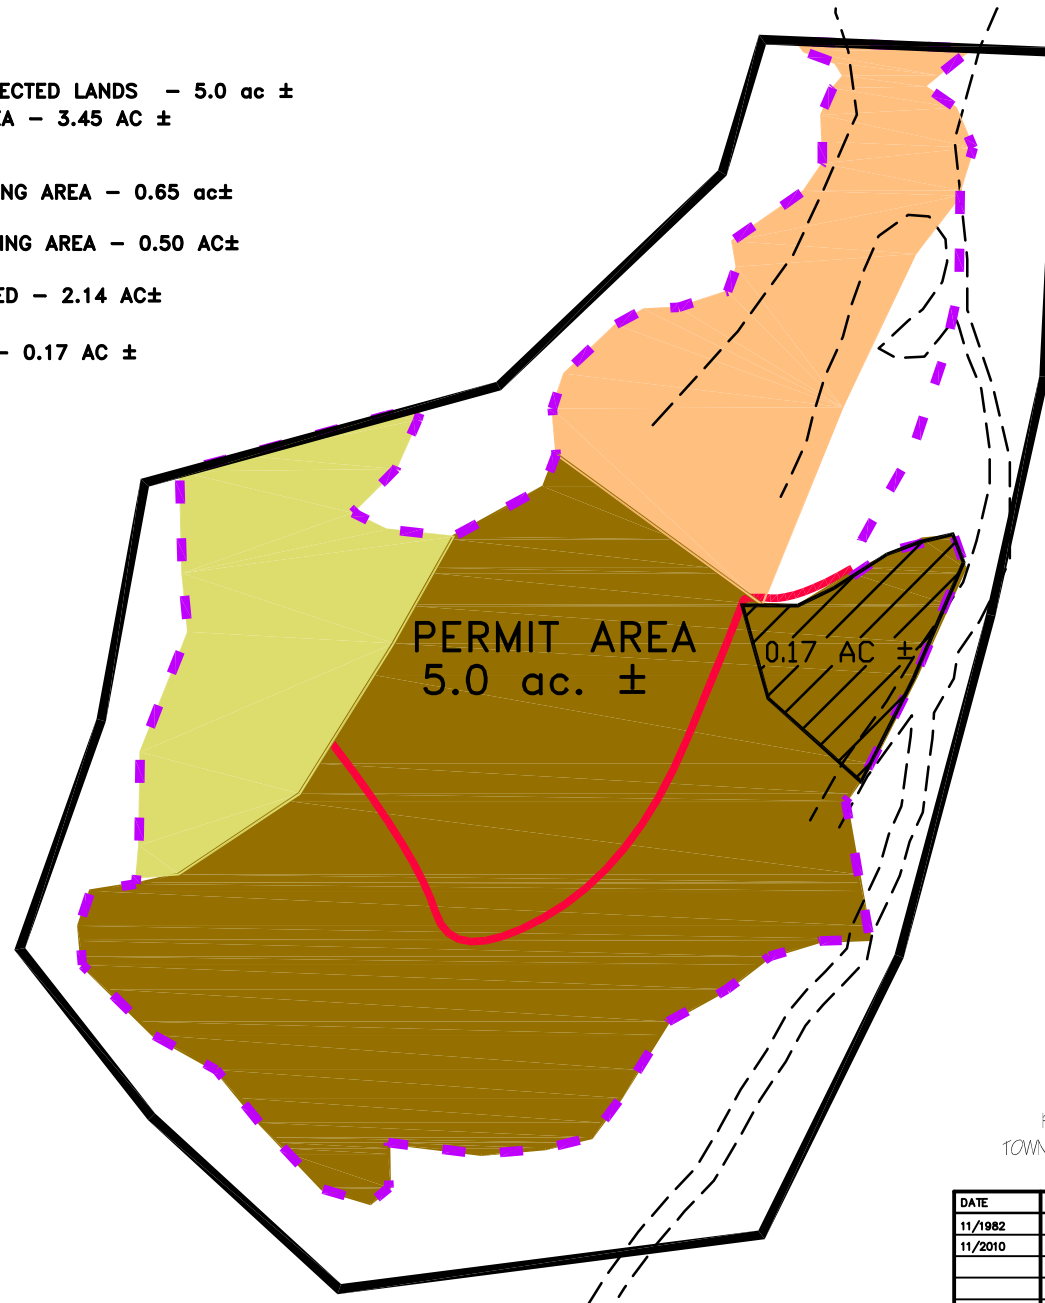 ECTED LANDS - 5.0 ac ±
EA - 3.45 AC ±
NG AREA - 0.65 ac±
ING AREA - 0.50 AC±
ED - 2.14 AC±
- 0.17 AC ±
PERMIT AREA
5.0 ac. ±
0.17 AC ±
TOWN
DATE
11/1982
11/2010